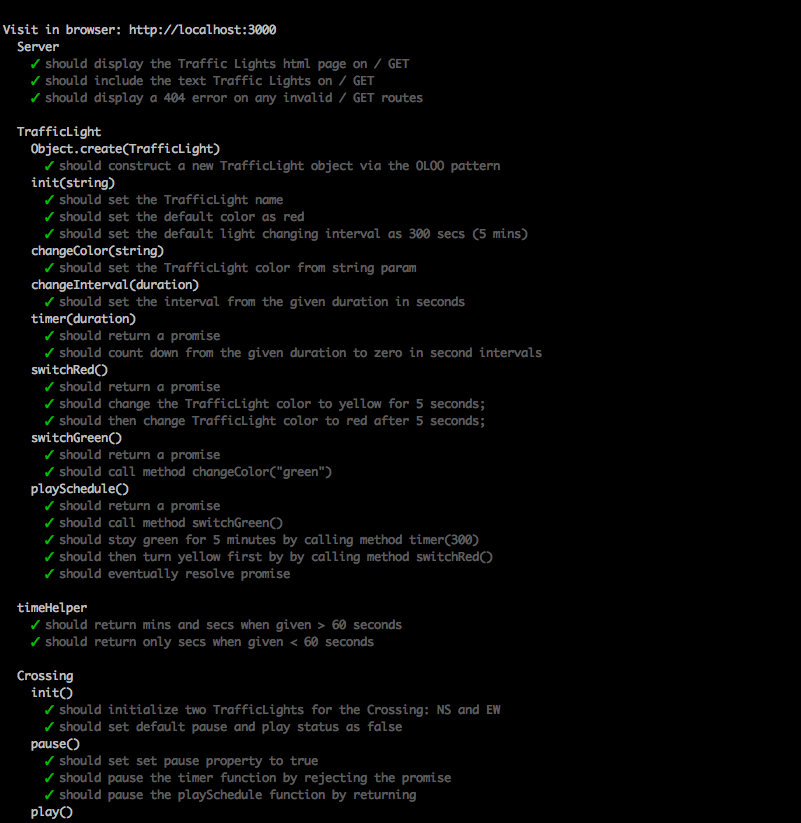 Visit in browser: http://localhost:3000
Server
✓ should display the Traffic Lights html page on / GET
✓ should include the text Traffic Lights on / GET
✓ should display a 404 error on any invalid / GET routes
TrafficLight
Object.create(TrafficLight)
✓ should construct a new TrafficLight object via the OLOO pattern
init(string)
✓ should set the TrafficLight name
✓ should set the default color as red
✓ should set the default light changing interval as 300 secs (5 mins)
changeColor(string)
✓ should set the TrafficLight color from string param
changeInterval(duration)
✓ should set the interval from the given duration in seconds
timer(duration)
✓ should return a promise
✓ should count down from the given duration to zero in second intervals
switchRed()
✓ should return a promise
✓ should change the TrafficLight color to yellow for 5 seconds;
✓ should then change TrafficLight color to red after 5 seconds;
switchGreen()
✓ should return a promise
✓ should call method changeColor("green")
playSchedule()
✓ should return a promise
✓ should call method switchGreen()
✓ should stay green for 5 minutes by calling method timer(300)
✓ should then turn yellow first by by calling method switchRed()
✓ should eventually resolve promise
timeHelper
✓ should return mins and secs when given > 60 seconds
✓ should return only secs when given < 60 seconds
Crossing
init()
✓ should initialize two TrafficLights for the Crossing: NS and EW
✓ should set default pause and play status as false
pause()
✓ should set set pause property to true
✓ should pause the timer function by rejecting the promise
✓ should pause the playSchedule function by returning
play()